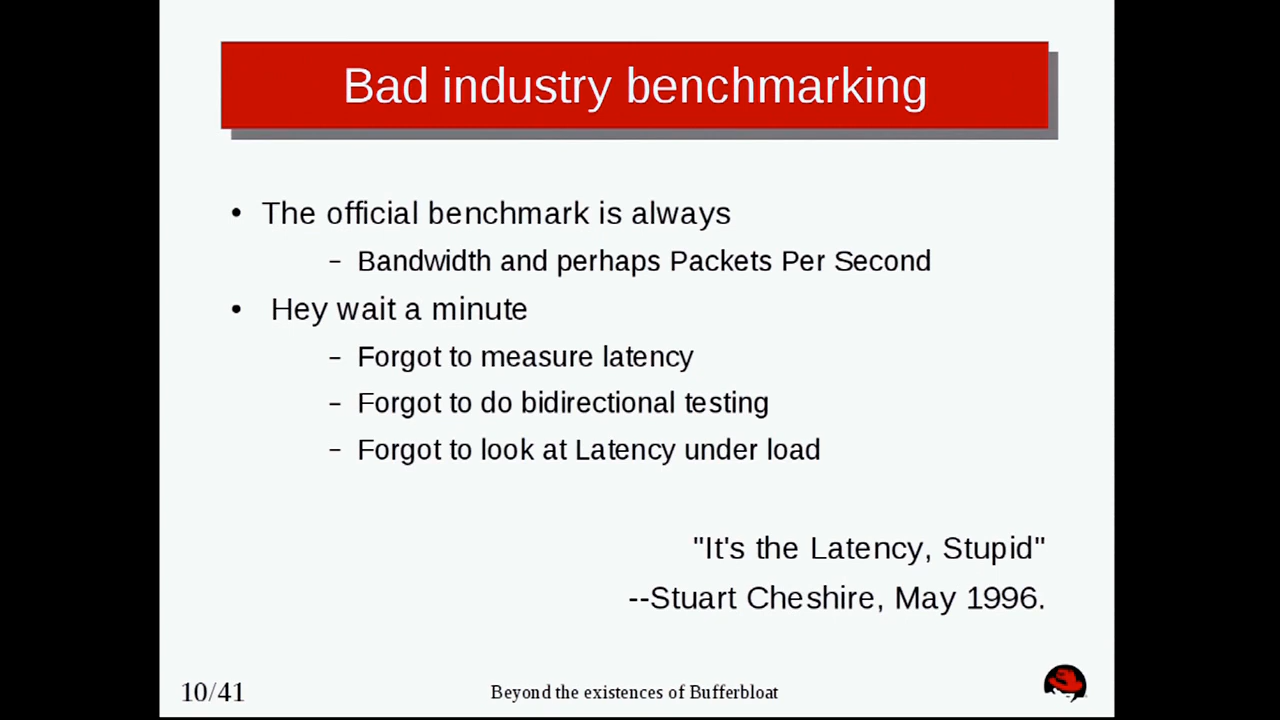 Bad industry benchmarking
• The official benchmark is always
– Bandwidth and perhaps Packets Per Second
• Hey wait a minute
– Forgot to measure latency
– Forgot to do bidirectional testing
– Forgot to look at Latency under load
"It's the Latency, Stupid"
--Stuart Cheshire, May 1996.
10/41
Beyond the existences of Bufferbloat